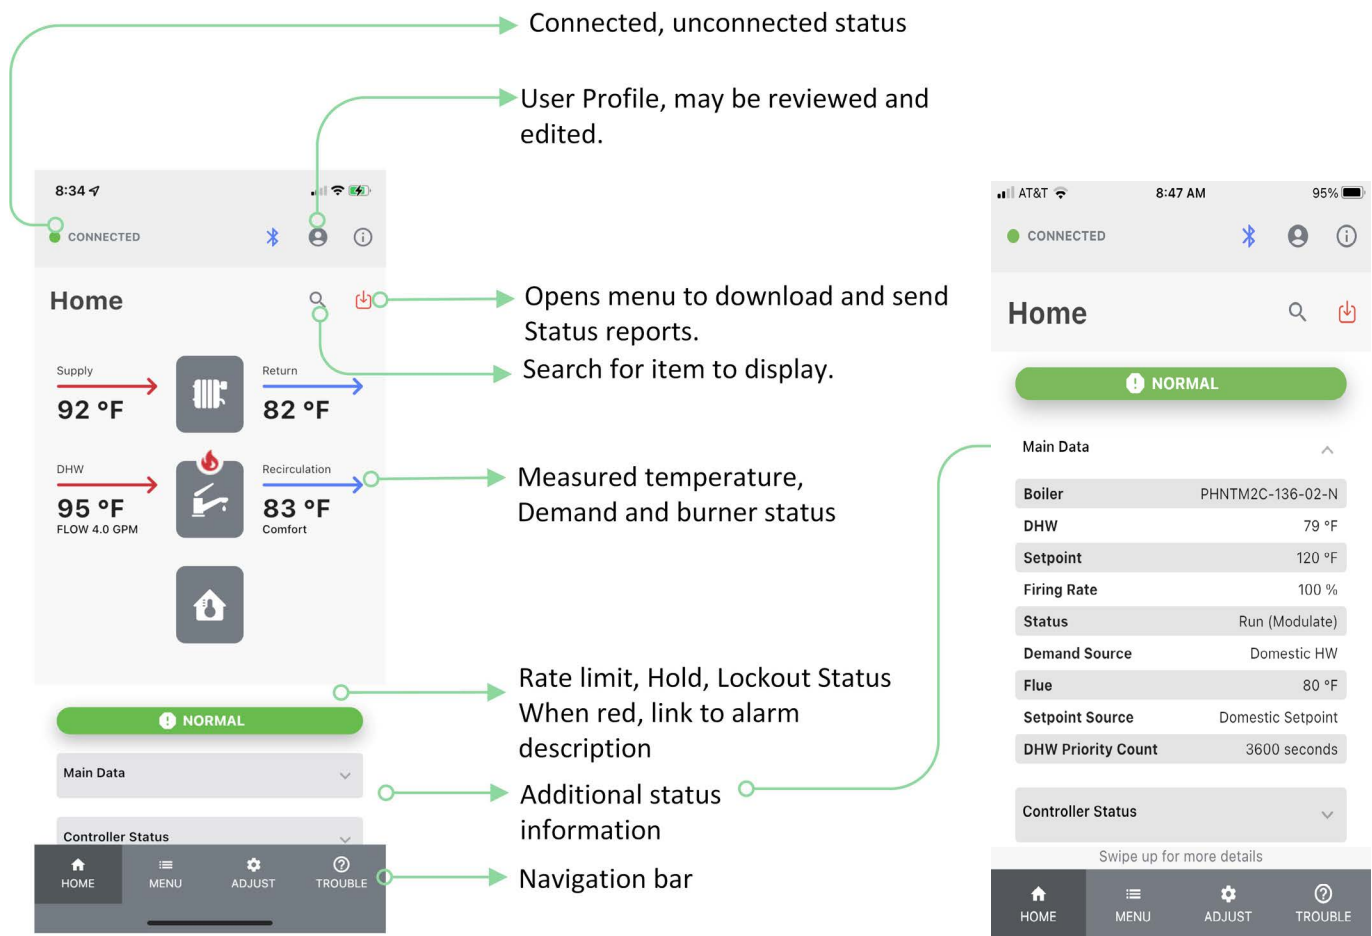 Connected, unconnected status
User Profile, may be reviewed and
edited.
8:34
CONNECTED
Home
Opens menu to download and send
Status reports.
Search for item to display.
Supply
92 °F
Return
82 °F
DHW
95 °F
FLOW 4.0 GPM
Recirculation
83 °F
Comfort
Measured temperature,
Demand and burner status
Rate limit, Hold, Lockout Status
When red, link to alarm
description
NORMAL
Main Data
Additional status
information
Controller Status
HOME MENU ADJUST TROUBLE
Navigation bar
AT&T 8:47 AM 95%
CONNECTED
Home
NORMAL
Main Data
Boiler PHNTM2C-136-02-N
DHW 79 °F
Setpoint 120 °F
Firing Rate 100 %
Status Run (Modulate)
Demand Source Domestic HW
Flue 80 °F
Setpoint Source Domestic Setpoint
DHW Priority Count 3600 seconds
Controller Status
Swipe up for more details
HOME MENU ADJUST TROUBLE